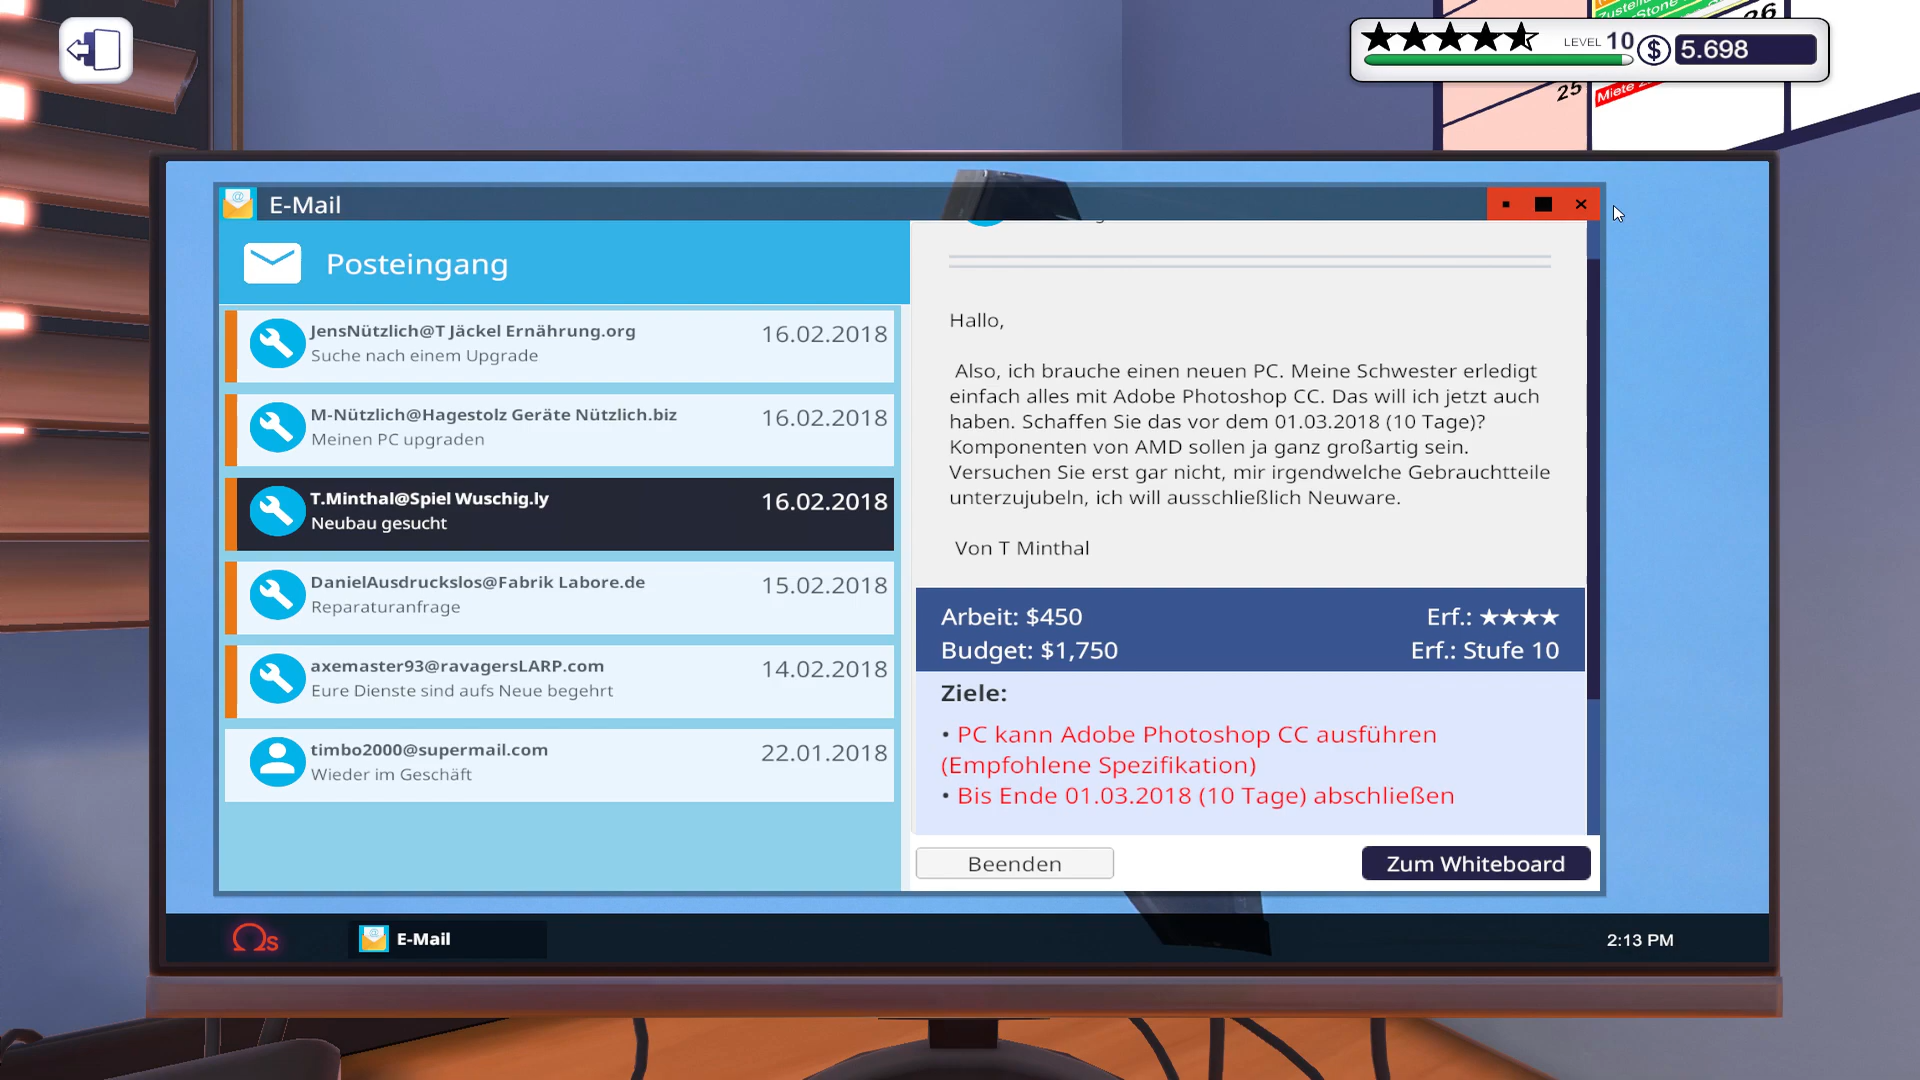 Zustellu
Stone
26
LEVEL 10
$ 5.698
25
Miete
E-Mail
Posteingang
JensNützlich@T Jäckel Ernährung.org
16.02.2018
Suche nach einem Upgrade
M-Nützlich@Hagestolz Geräte Nützlich.biz
16.02.2018
Meinen PC upgraden
T.Minthal@Spiel Wuschig.ly
16.02.2018
Neubau gesucht
DanielAusdruckslos@Fabrik Labore.de
15.02.2018
Reparaturanfrage
axemaster93@ravagersLARP.com
14.02.2018
Eure Dienste sind aufs Neue begehrt
timbo2000@supermail.com
22.01.2018
Wieder im Geschäft
Hallo,
Also, ich brauche einen neuen PC. Meine Schwester erledigt
einfach alles mit Adobe Photoshop CC. Das will ich jetzt auch
haben. Schaffen Sie das vor dem 01.03.2018 (10 Tage)?
Komponenten von AMD sollen ja ganz großartig sein.
Versuchen Sie erst gar nicht, mir irgendwelche Gebrauchtteile
unterzujubeln, ich will ausschließlich Neuware.
Von T Minthal
Arbeit: $450
Erf.: ★★★★
Budget: $1,750
Erf.: Stufe 10
Ziele:
• PC kann Adobe Photoshop CC ausführen
(Empfohlene Spezifikation)
• Bis Ende 01.03.2018 (10 Tage) abschließen
Beenden
Zum Whiteboard
Ωs
E-Mail
2:13 PM